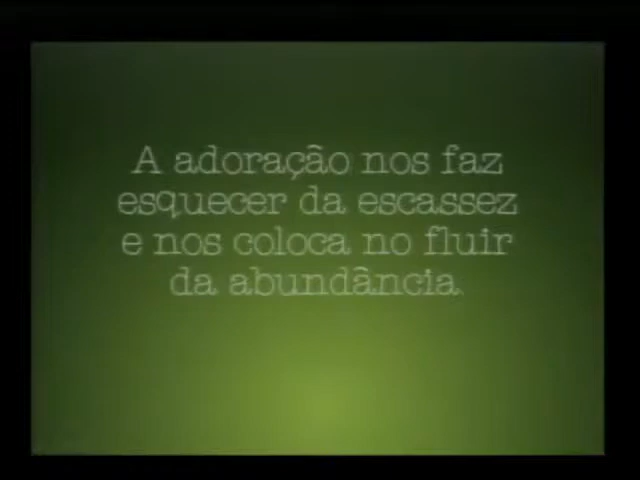 A adoração nos faz
esquecer da escassez
e nos coloca no fluir
da abundância.